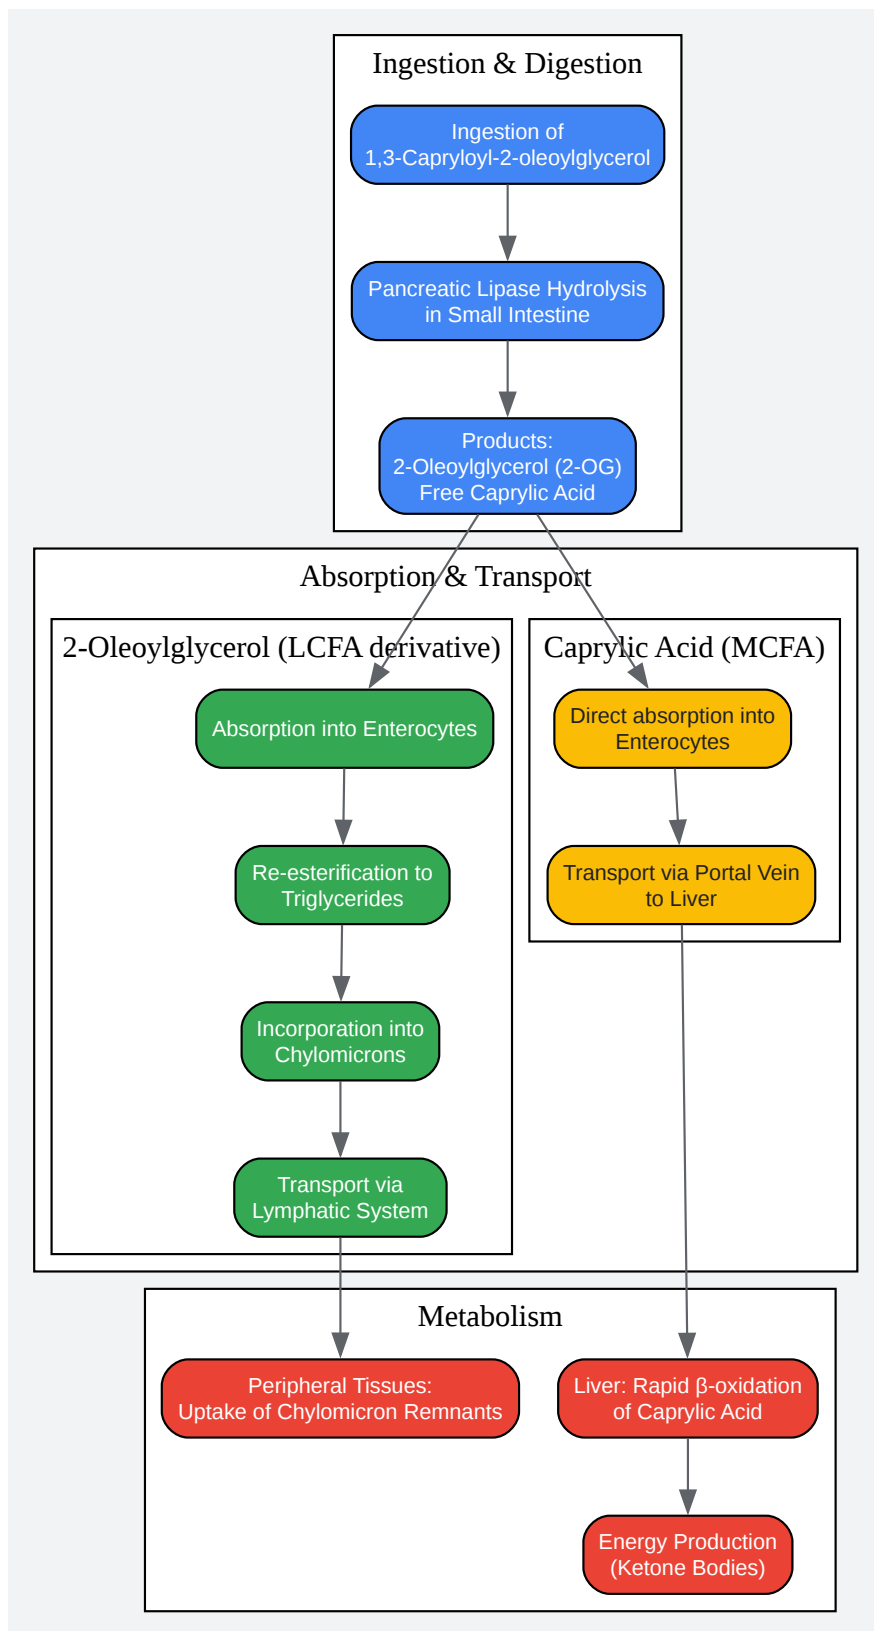 Ingestion & Digestion
Ingestion of
1,3-Capryloyl-2-oleoylglycerol
Pancreatic Lipase Hydrolysis
in Small Intestine
Products:
2-Oleoylglycerol (2-OG)
Free Caprylic Acid
Absorption & Transport
2-Oleoylglycerol (LCFA derivative)
Absorption into Enterocytes
Re-esterification to
Triglycerides
Incorporation into
Chylomicrons
Transport via
Lymphatic System
Caprylic Acid (MCFA)
Direct absorption into
Enterocytes
Transport via Portal Vein
to Liver
Metabolism
Peripheral Tissues:
Uptake of Chylomicron Remnants
Liver: Rapid β-oxidation
of Caprylic Acid
Energy Production
(Ketone Bodies)